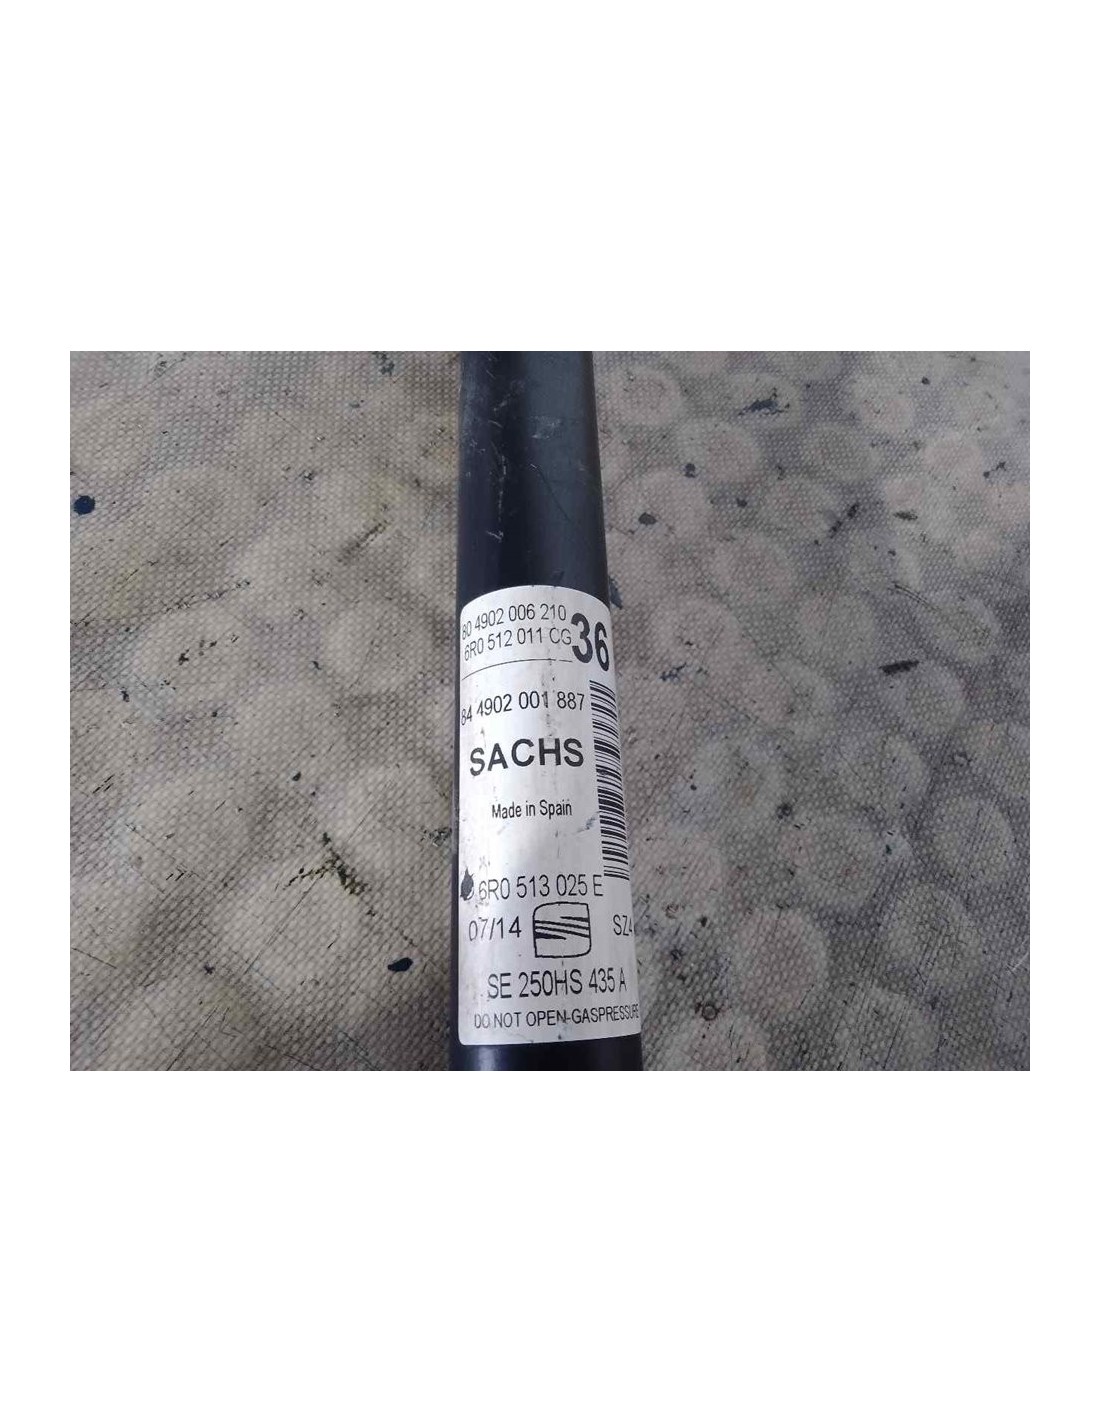 80 4902 006 210
6R0 512 011 CG
36
84 4902 001 887
SACHS
Made in Spain
6R0 513 025 E
07/14
SZ4
SE 250HS 435 A
DO NOT OPEN-GASPRESSURE